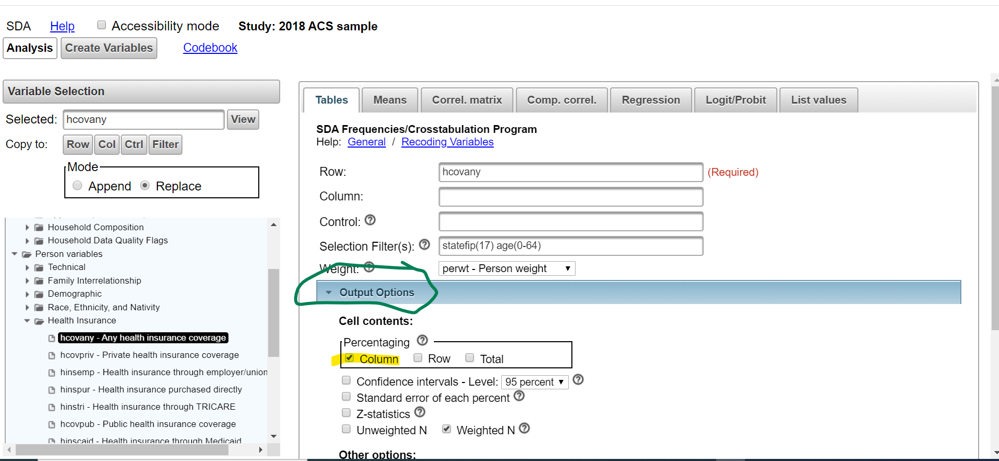 SDA Help Accessibility mode Study: 2018 ACS sample
Analysis Create Variables Codebook
Variable Selection
Selected: hcovany View
Copy to: Row Col Ctrl Filter
Mode
Append Replace
Household Composition
Household Data Quality Flags
Person variables
Technical
Family Interrelationship
Demographic
Race, Ethnicity, and Nativity
Health Insurance
hcovany - Any health insurance coverage
hcovpriv - Private health insurance coverage
hinsemp - Health insurance through employer/union
hinspur - Health insurance purchased directly
hinstri - Health insurance through TRICARE
hcovpub - Public health insurance coverage
hinscaid - Health insurance through Medicaid
Tables Means Correl. matrix Comp. correl. Regression Logit/Probit List values
SDA Frequencies/Crosstabulation Program
Help: General / Recoding Variables
Row: hcovany (Required)
Column:
Control: ?
Selection Filter(s): ? statefip(17) age(0-64)
Weight: ? perwt - Person weight
Output Options
Cell contents:
Percentaging ?
Column Row Total
Confidence intervals - Level: 95 percent ?
Standard error of each percent ?
Z-statistics ?
Unweighted N Weighted N ?
Other options: